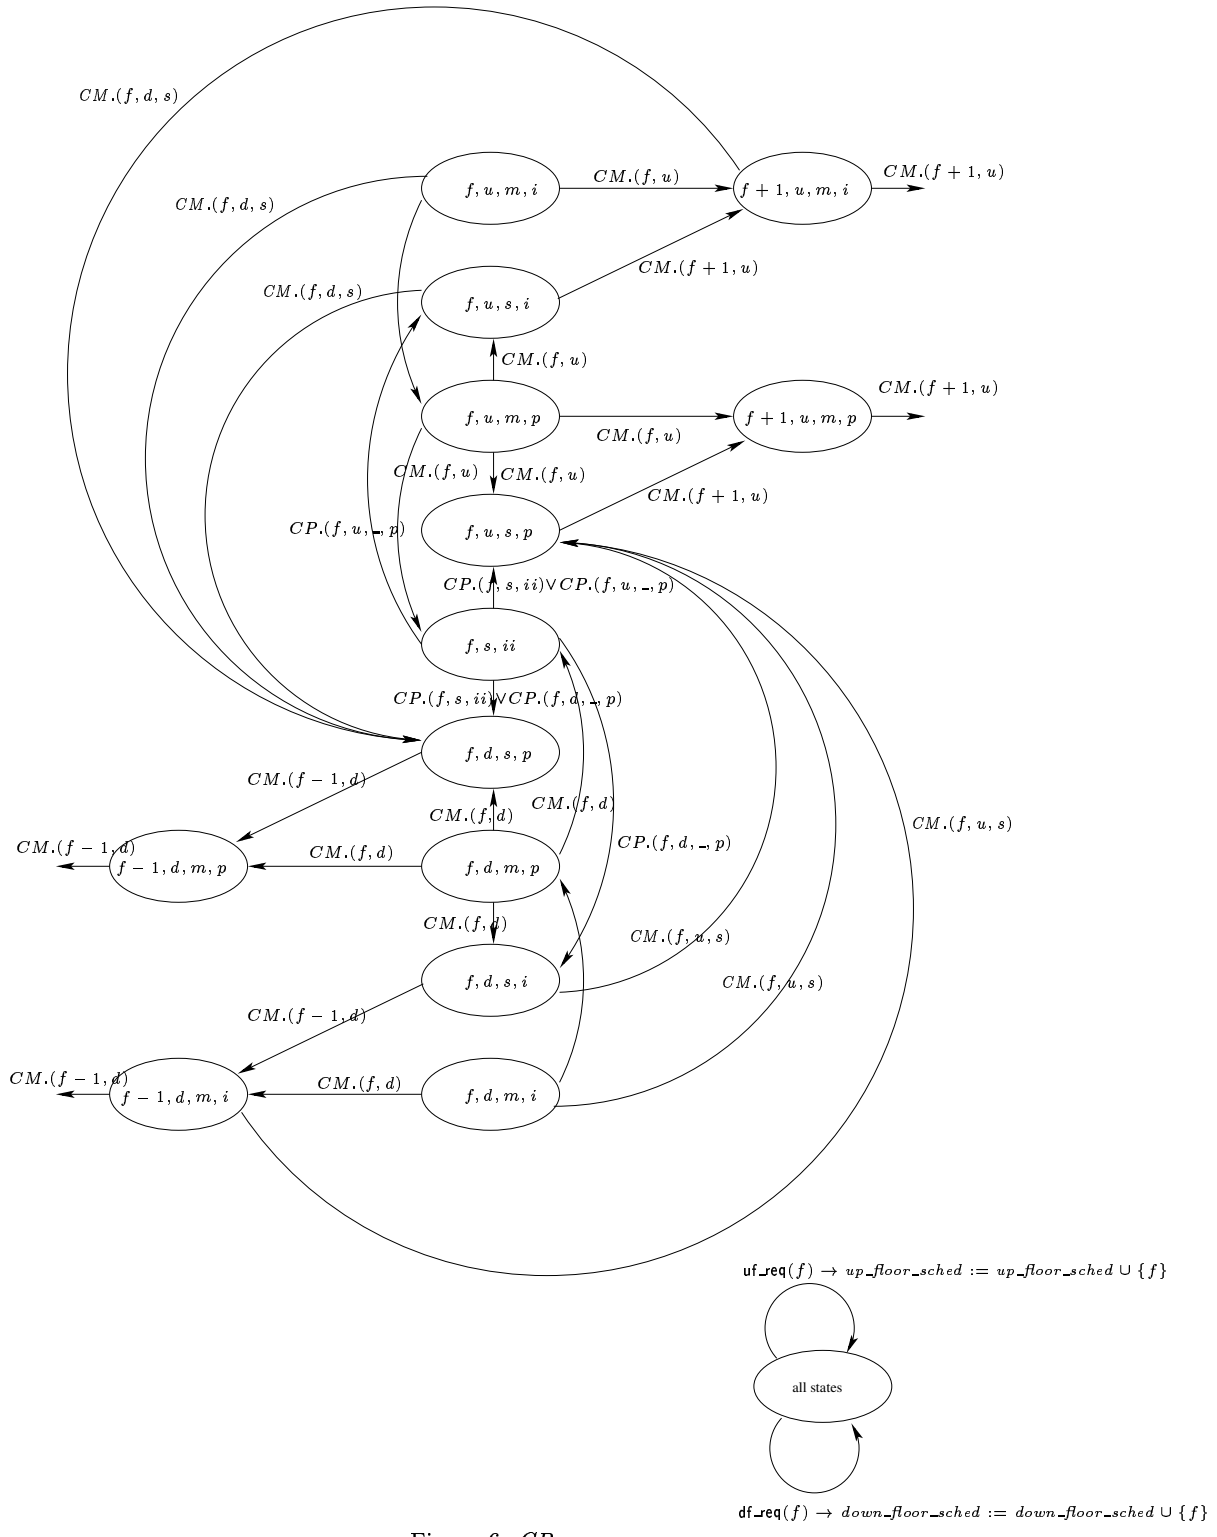 CM.(f, d, s)
CM.(f, d, s)
f, u, m, i
CM.(f, u)
f + 1, u, m, i
CM.(f + 1, u)
CM.(f + 1, u)
CM.(f, d, s)
f, u, s, i
CM.(f, u)
f, u, m, p
CM.(f, u)
f + 1, u, m, p
CM.(f + 1, u)
CM.(f, u)
CM.(f, u)
CM.(f + 1, u)
CP.(f, u, _, p)
f, u, s, p
CP.(f, s, ii)∨CP.(f, u, _, p)
f, s, ii
CP.(f, s, ii)∨CP.(f, d, _, p)
f, d, s, p
CM.(f − 1, d)
CM.(f, d)
CM.(f, d)
CM.(f, u, s)
CM.(f − 1, d)
f − 1, d, m, p
CM.(f, d)
f, d, m, p
CP.(f, d, _, p)
CM.(f, d)
CM.(f, u, s)
f, d, s, i
CM.(f, u, s)
CM.(f − 1, d)
CM.(f − 1, d)
f − 1, d, m, i
CM.(f, d)
f, d, m, i
uf_req(f) → up_floor_sched := up_floor_sched ∪ {f}
all states
df_req(f) → down_floor_sched := down_floor_sched ∪ {f}